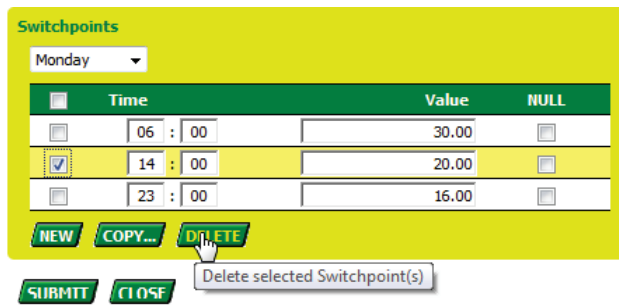 Switchpoints
Monday
Time Value NULL
06 : 00 30.00
14 : 00 20.00
23 : 00 16.00
NEW COPY... DELETE
Delete selected Switchpoint(s)
SUBMIT CLOSE